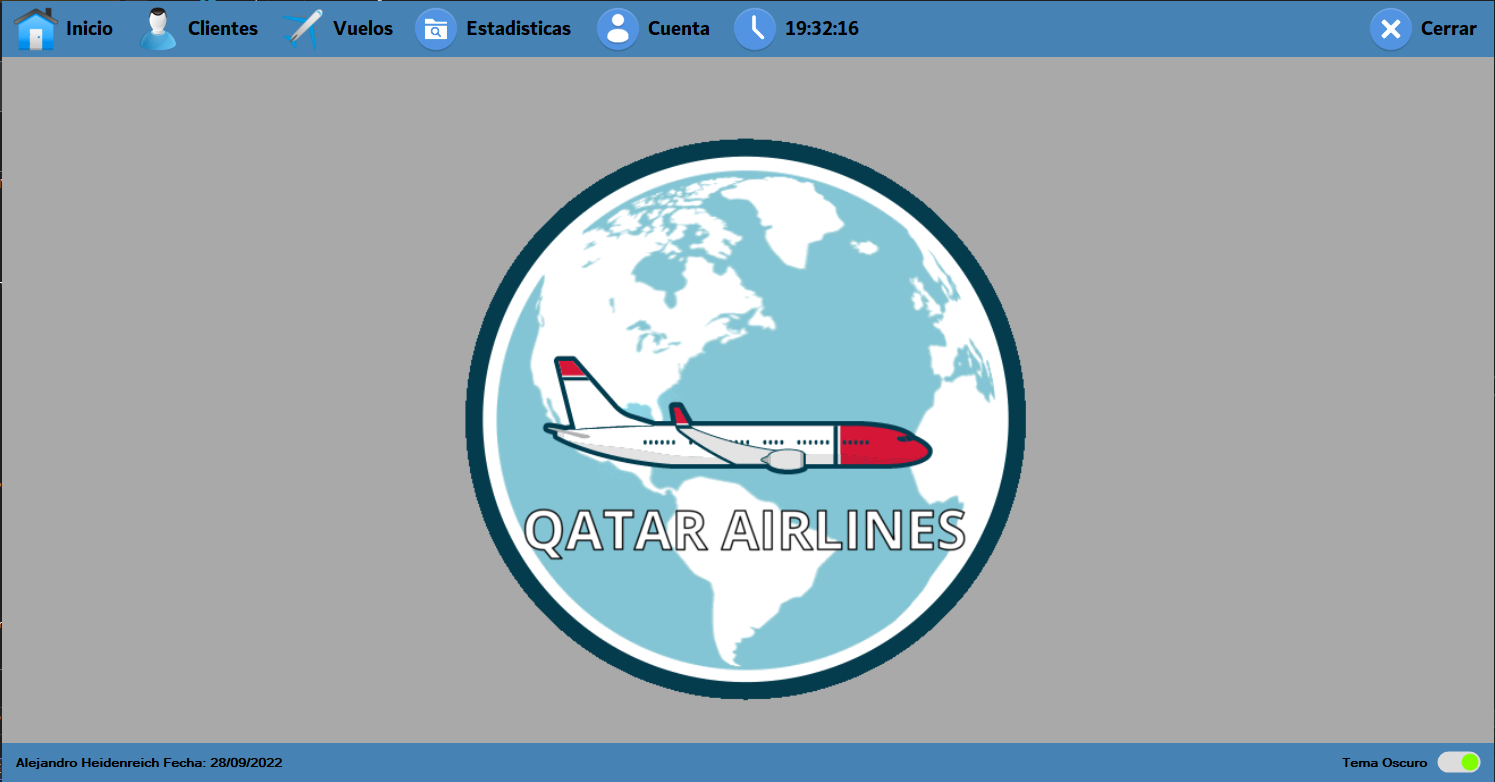 Inicio Clientes Vuelos Estadisticas Cuenta 19:32:16 Cerrar
QATAR AIRLINES
Alejandro Heidenreich Fecha: 28/09/2022 Tema Oscuro